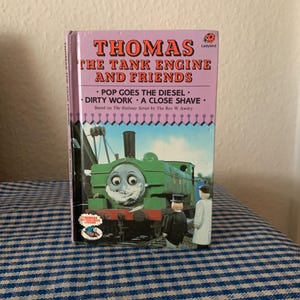 Ladybird
THOMAS
THE TANK ENGINE
AND FRIENDS
• POP GOES THE DIESEL •
• DIRTY WORK • A CLOSE SHAVE •
Based on The Railway Series by The Rev W Awdry